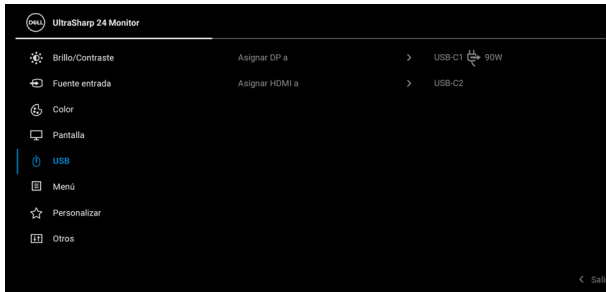 DELL UltraSharp 24 Monitor
Brillo/Contraste Asignar DP a USB-C1 90W
Fuente entrada Asignar HDMI a USB-C2
Color
Pantalla
USB
Menú
Personalizar
Otros